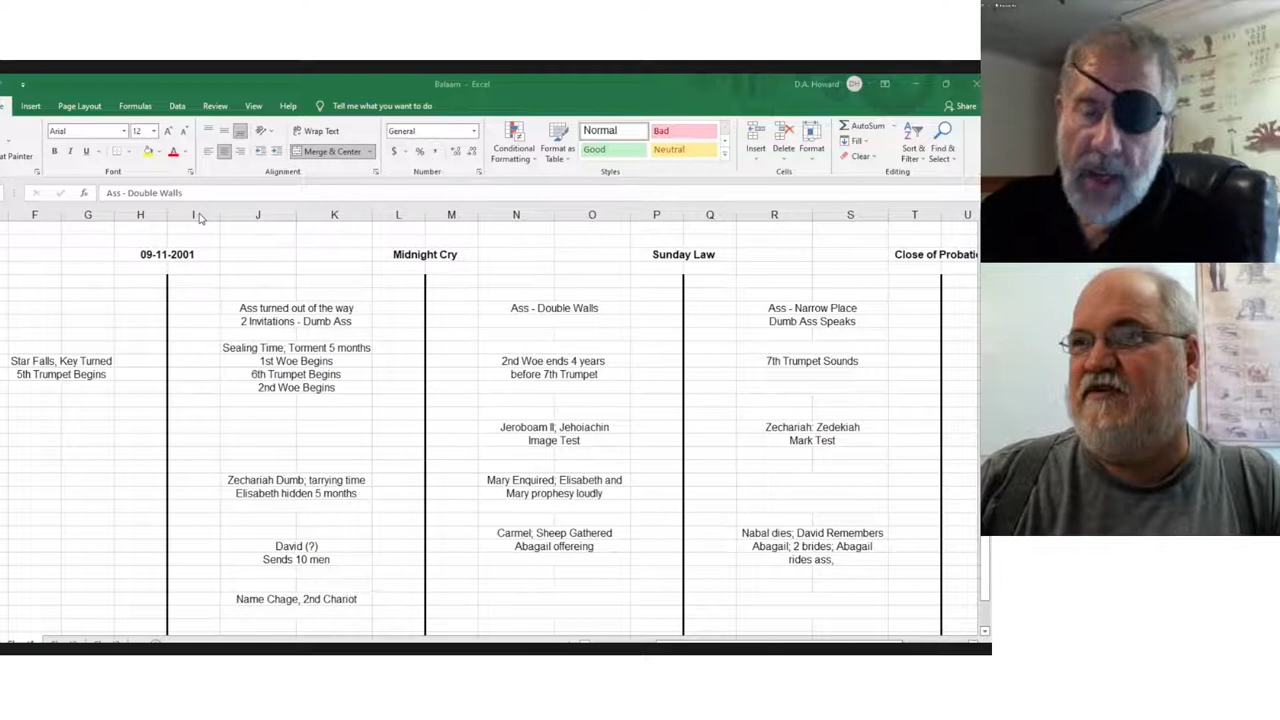 Balaam - Excel
D.A. Howard
DH
Insert
Page Layout
Formulas
Data
Review
View
Help
Tell me what you want to do
Share
at Painter
Arial
12
Wrap Text
Merge & Center
General
Conditional
Formatting
Format as
Table
Normal
Bad
Good
Neutral
Insert
Delete
Format
AutoSum
Fill
Clear
Sort &
Filter
Find &
Select
Font
Alignment
Number
Styles
Cells
Editing
Ass - Double Walls
F G H I J K L M N O P Q R S T U
09-11-2001
Midnight Cry
Sunday Law
Close of Probatio
Ass turned out of the way
2 Invitations - Dumb Ass
Ass - Double Walls
Ass - Narrow Place
Dumb Ass Speaks
Star Falls, Key Turned
5th Trumpet Begins
Sealing Time; Torment 5 months
1st Woe Begins
6th Trumpet Begins
2nd Woe Begins
2nd Woe ends 4 years
before 7th Trumpet
7th Trumpet Sounds
Jeroboam II; Jehoiachin
Image Test
Zechariah: Zedekiah
Mark Test
Zechariah Dumb; tarrying time
Elisabeth hidden 5 months
Mary Enquired; Elisabeth and
Mary prophesy loudly
David (?)
Sends 10 men
Carmel; Sheep Gathered
Abagail offereing
Nabal dies; David Remembers
Abagail; 2 brides; Abagail
rides ass,
Name Chage, 2nd Chariot